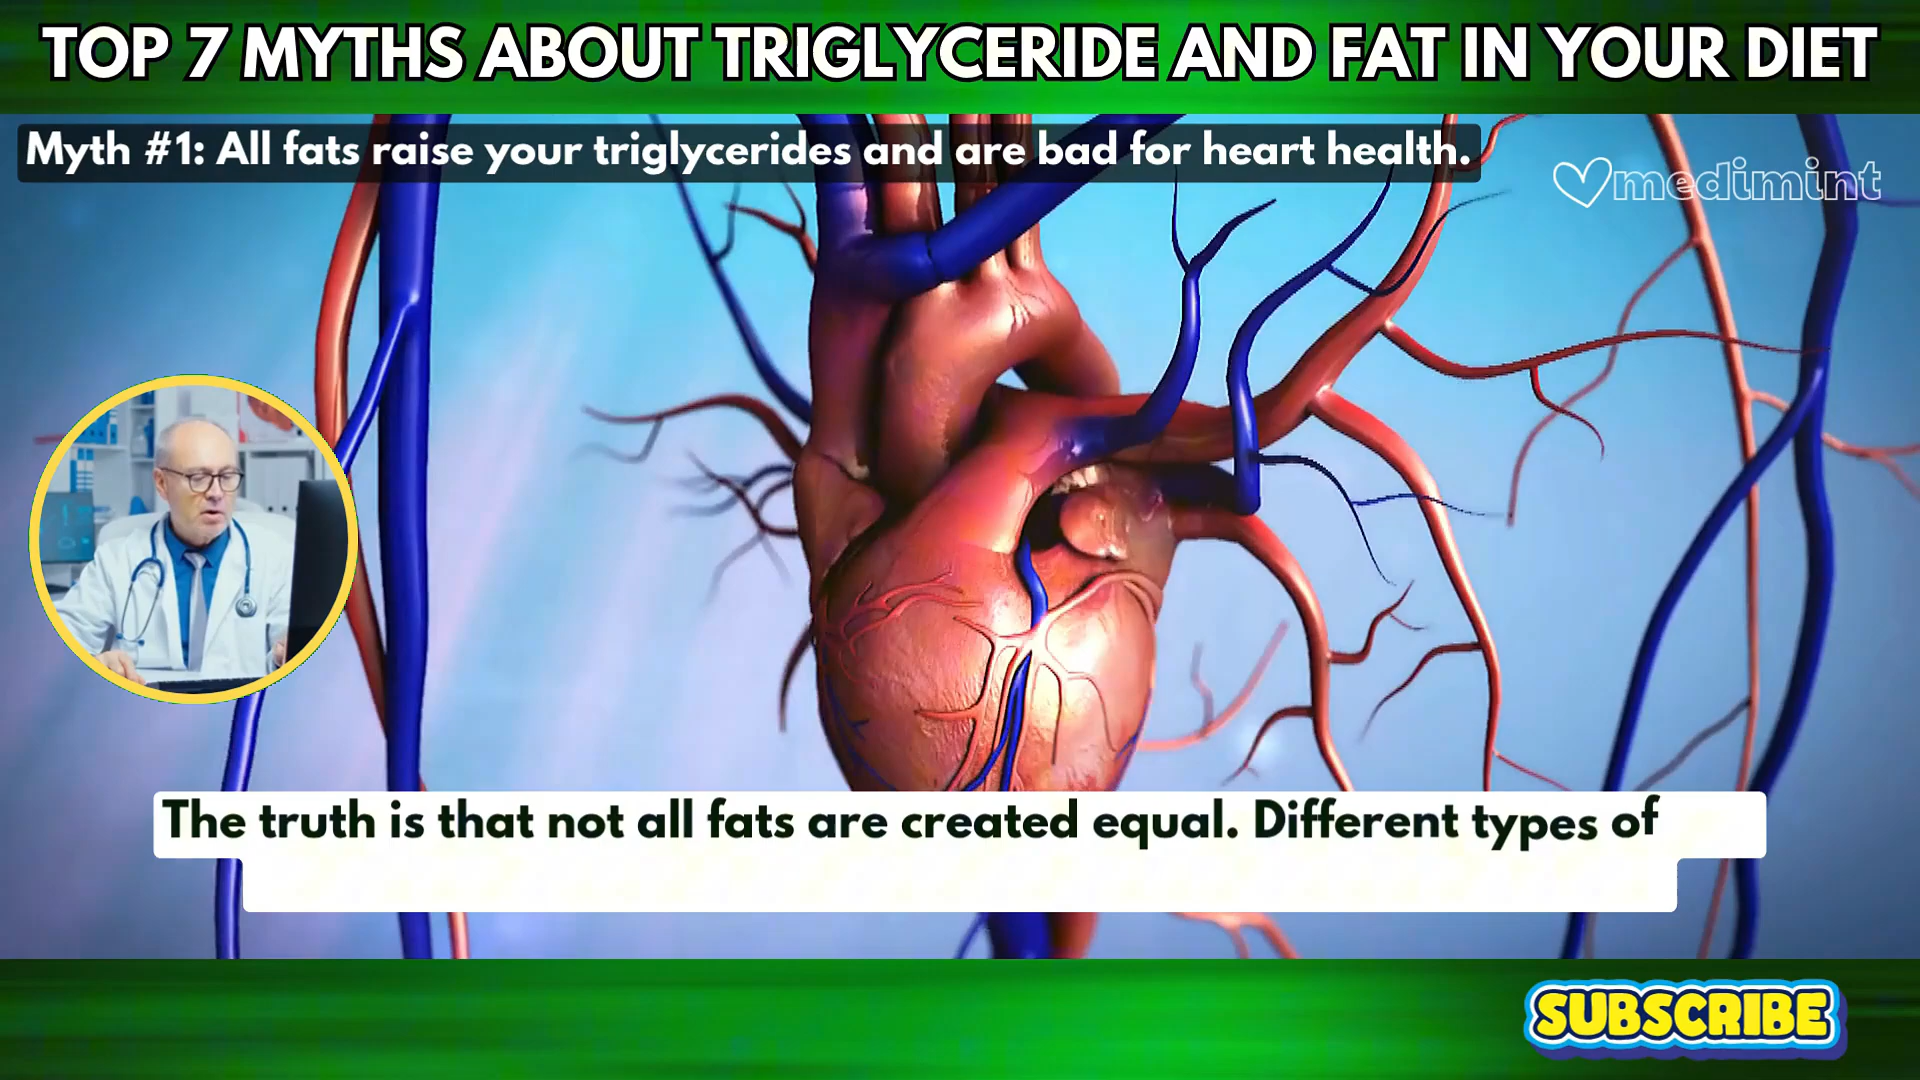 TOP 7 MYTHS ABOUT TRIGLYCERIDE AND FAT IN YOUR DIET
Myth #1: All fats raise your triglycerides and are bad for heart health.
medimint
The truth is that not all fats are created equal. Different types of
SUBSCRIBE